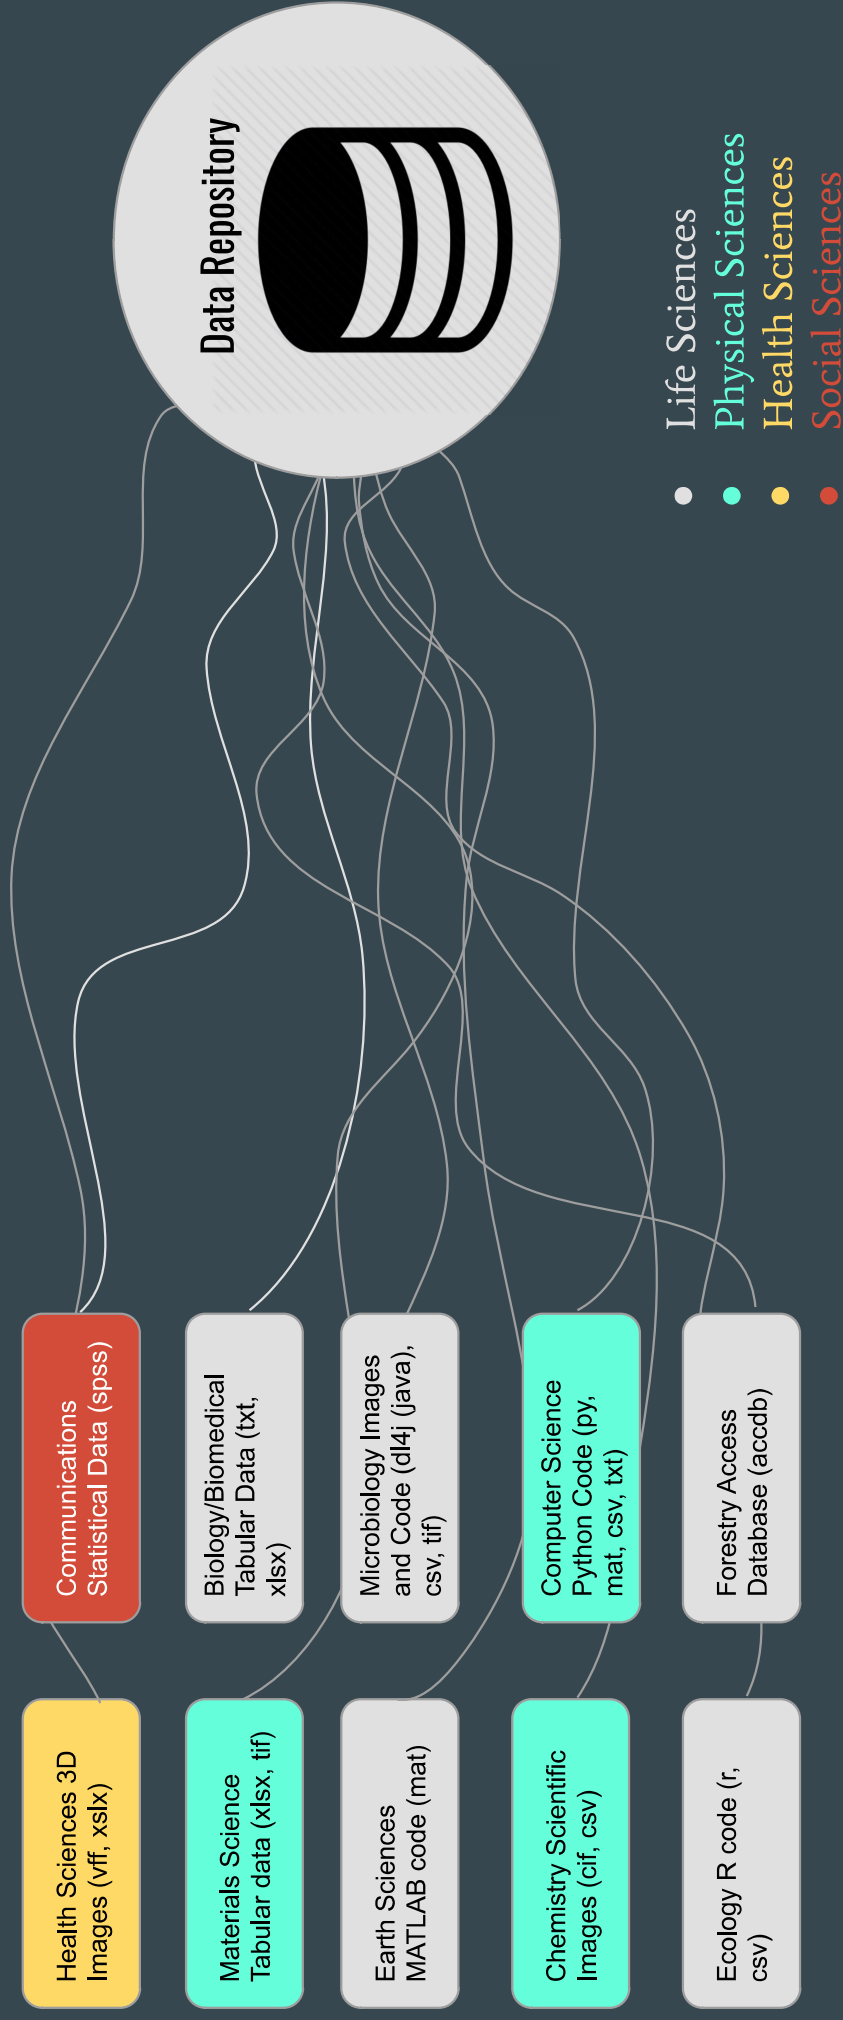 Data Repository
Life Sciences
Physical Sciences
Health Sciences
Social Sciences
Communications
Statistical Data (spss)
Biology/Biomedical
Tabular Data (txt,
xlsx)
Microbiology Images
and Code (dl4j (java),
csv, tif)
Computer Science
Python Code (py,
mat, csv, txt)
Forestry Access
Database (accdb)
Health Sciences 3D
Images (vff, xslx)
Materials Science
Tabular data (xlsx, tif)
Earth Sciences
MATLAB code (mat)
Chemistry Scientific
Images (cif, csv)
Ecology R code (r,
csv)